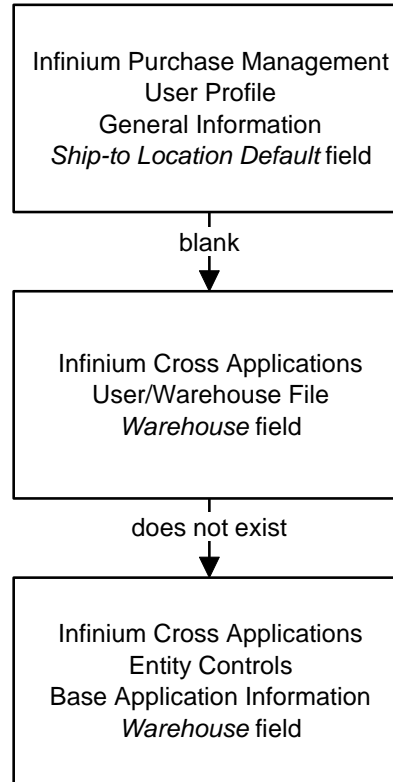 Infinium Purchase Management
User Profile
General Information
Ship-to Location Default field
blank
Infinium Cross Applications
User/Warehouse File
Warehouse field
does not exist
Infinium Cross Applications
Entity Controls
Base Application Information
Warehouse field